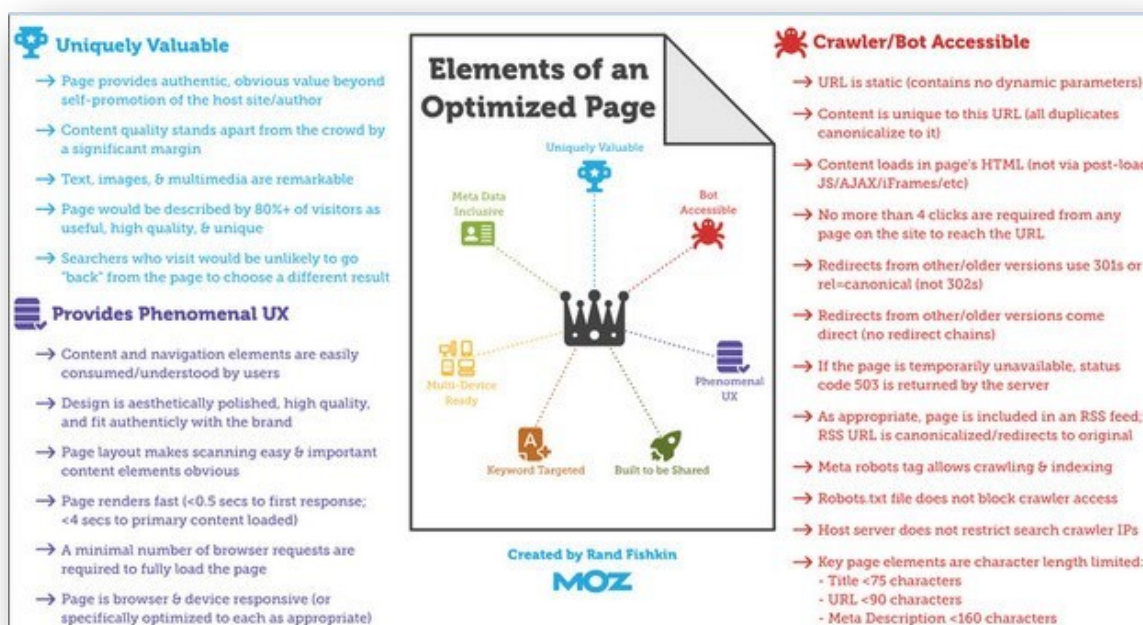 Uniquely Valuable
→ Page provides authentic, obvious value beyond
self-promotion of the host site/author
→ Content quality stands apart from the crowd by
a significant margin
→ Text, images, & multimedia are remarkable
→ Page would be described by 80%+ of visitors as
useful, high quality, & unique
→ Searchers who visit would be unlikely to go
"back" from the page to choose a different result
Provides Phenomenal UX
→ Content and navigation elements are easily
consumed/understood by users
→ Design is aesthetically polished, high quality,
and fit authenticly with the brand
→ Page layout makes scanning easy & important
content elements obvious
→ Page renders fast (<0.5 secs to first response;
<4 secs to primary content loaded)
→ A minimal number of browser requests are
required to fully load the page
→ Page is browser & device responsive (or
specifically optimized to each as appropriate)
Elements of an
Optimized Page
Uniquely Valuable
Meta Data
Inclusive
Bot
Accessible
Multi-Device
Ready
Phenomenal
UX
A
Keyword Targeted
Built to be Shared
Created by Rand Fishkin
MOZ
Crawler/Bot Accessible
→ URL is static (contains no dynamic parameters)
→ Content is unique to this URL (all duplicates
canonicalize to it)
→ Content loads in page's HTML (not via post-load
JS/AJAX/iFrames/etc)
→ No more than 4 clicks are required from any
page on the site to reach the URL
→ Redirects from other/older versions use 301s or
rel=canonical (not 302s)
→ Redirects from other/older versions come
direct (no redirect chains)
→ If the page is temporarily unavailable, status
code 503 is returned by the server
→ As appropriate, page is included in an RSS feed;
RSS URL is canonicalized/redirects to original
→ Meta robots tag allows crawling & indexing
→ Robots.txt file does not block crawler access
→ Host server does not restrict search crawler IPs
→ Key page elements are character length limited:
- Title <75 characters
- URL <90 characters
- Meta Description <160 characters